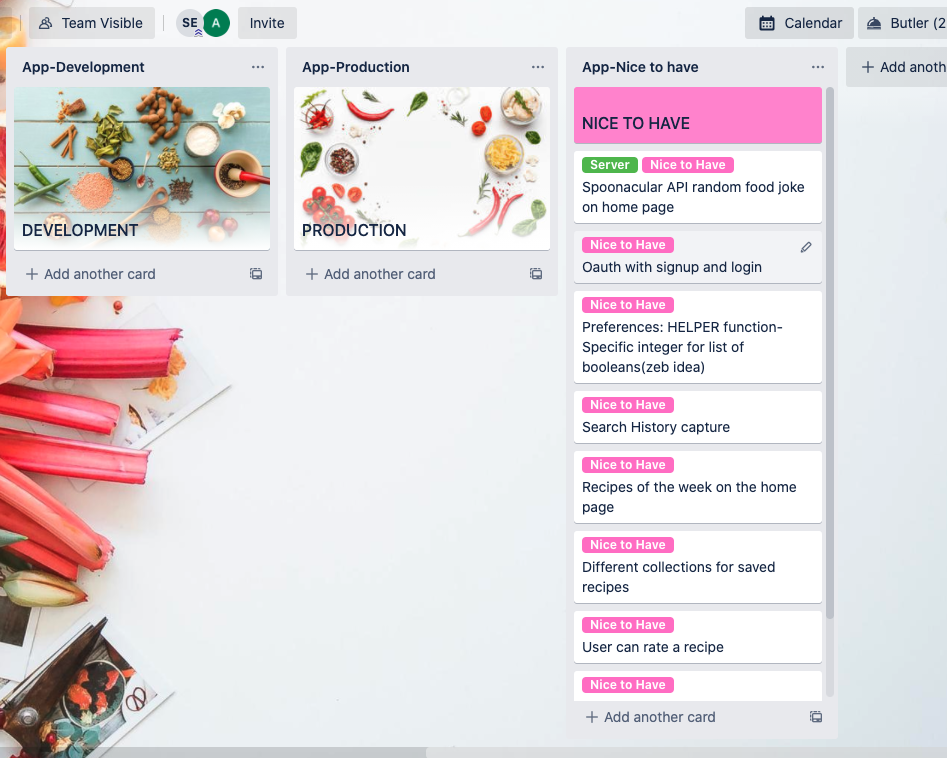 Team Visible
SE
A
Invite
Calendar
Butler (2
App-Development
DEVELOPMENT
Add another card
App-Production
PRODUCTION
Add another card
App-Nice to have
NICE TO HAVE
Server Nice to Have
Spoonacular API random food joke
on home page
Nice to Have
Oauth with signup and login
Nice to Have
Preferences: HELPER function-
Specific integer for list of
booleans(zeb idea)
Nice to Have
Search History capture
Nice to Have
Recipes of the week on the home
page
Nice to Have
Different collections for saved
recipes
Nice to Have
User can rate a recipe
Nice to Have
Add another card
Add anoth